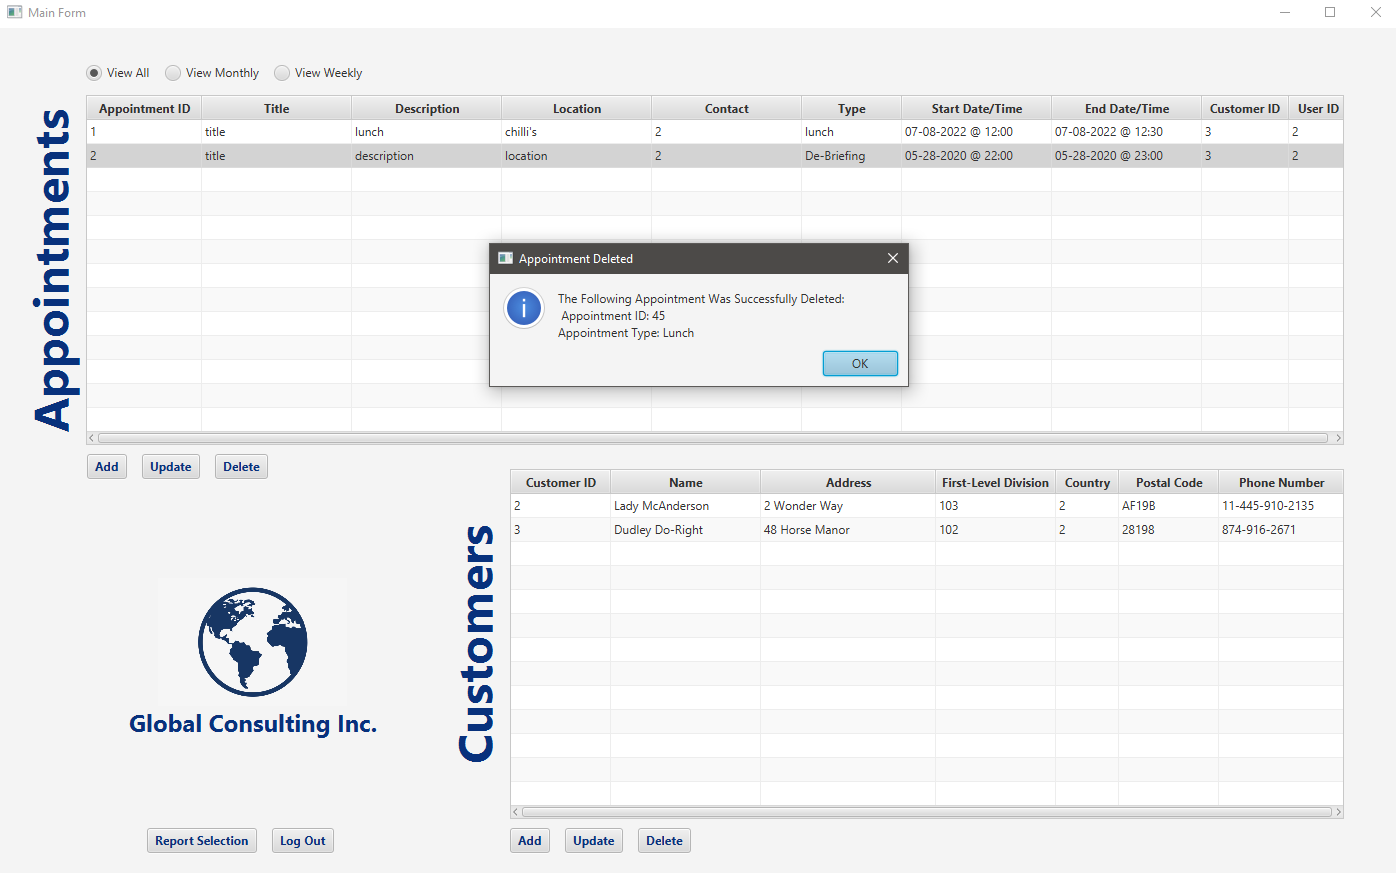 Main Form
View All View Monthly View Weekly
Appointments
Appointment ID Title Description Location Contact Type Start Date/Time End Date/Time Customer ID User ID
1 title lunch chilli's 2 lunch 07-08-2022 @ 12:00 07-08-2022 @ 12:30 3 2
2 title description location 2 De-Briefing 05-28-2020 @ 22:00 05-28-2020 @ 23:00 3 2
Appointment Deleted
The Following Appointment Was Successfully Deleted:
Appointment ID: 45
Appointment Type: Lunch
OK
Add Update Delete
Customers
Customer ID Name Address First-Level Division Country Postal Code Phone Number
2 Lady McAnderson 2 Wonder Way 103 2 AF19B 11-445-910-2135
3 Dudley Do-Right 48 Horse Manor 102 2 28198 874-916-2671
Global Consulting Inc.
Report Selection Log Out
Add Update Delete